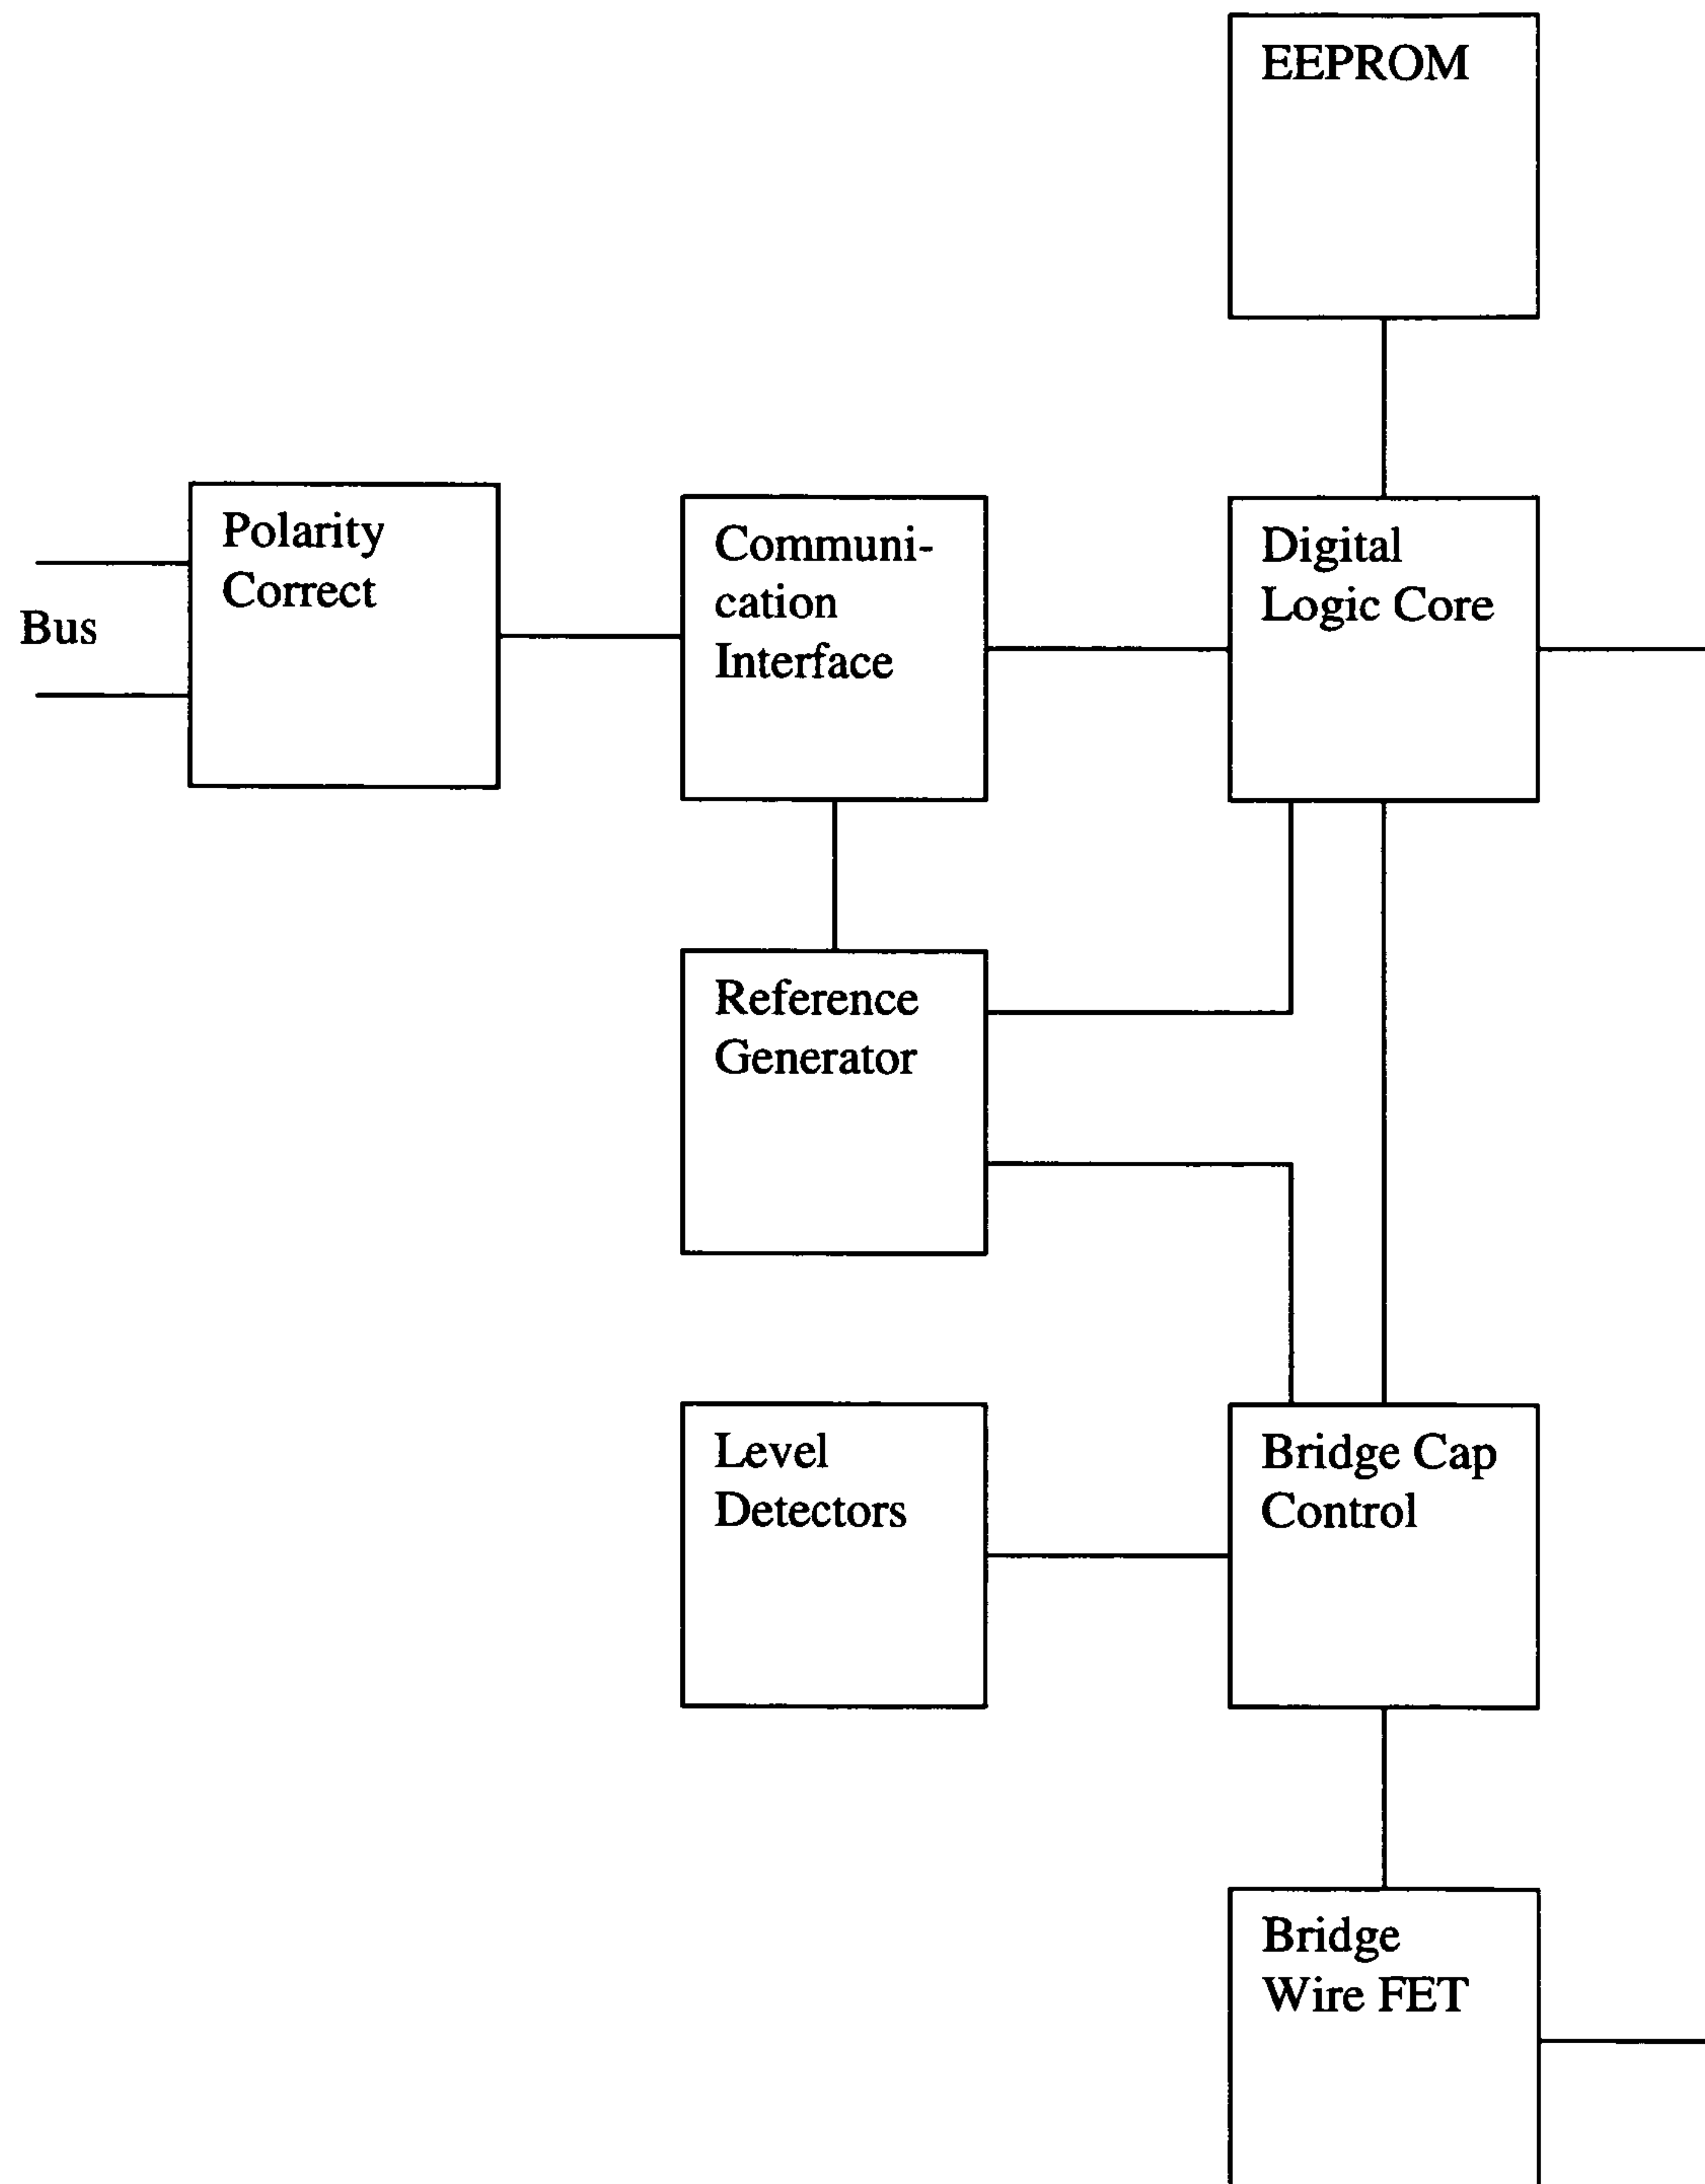 EEPROM
Polarity
Correct
Bus
Communi-
cation
Interface
Digital
Logic Core
Reference
Generator
Level
Detectors
Bridge Cap
Control
Bridge
Wire FET